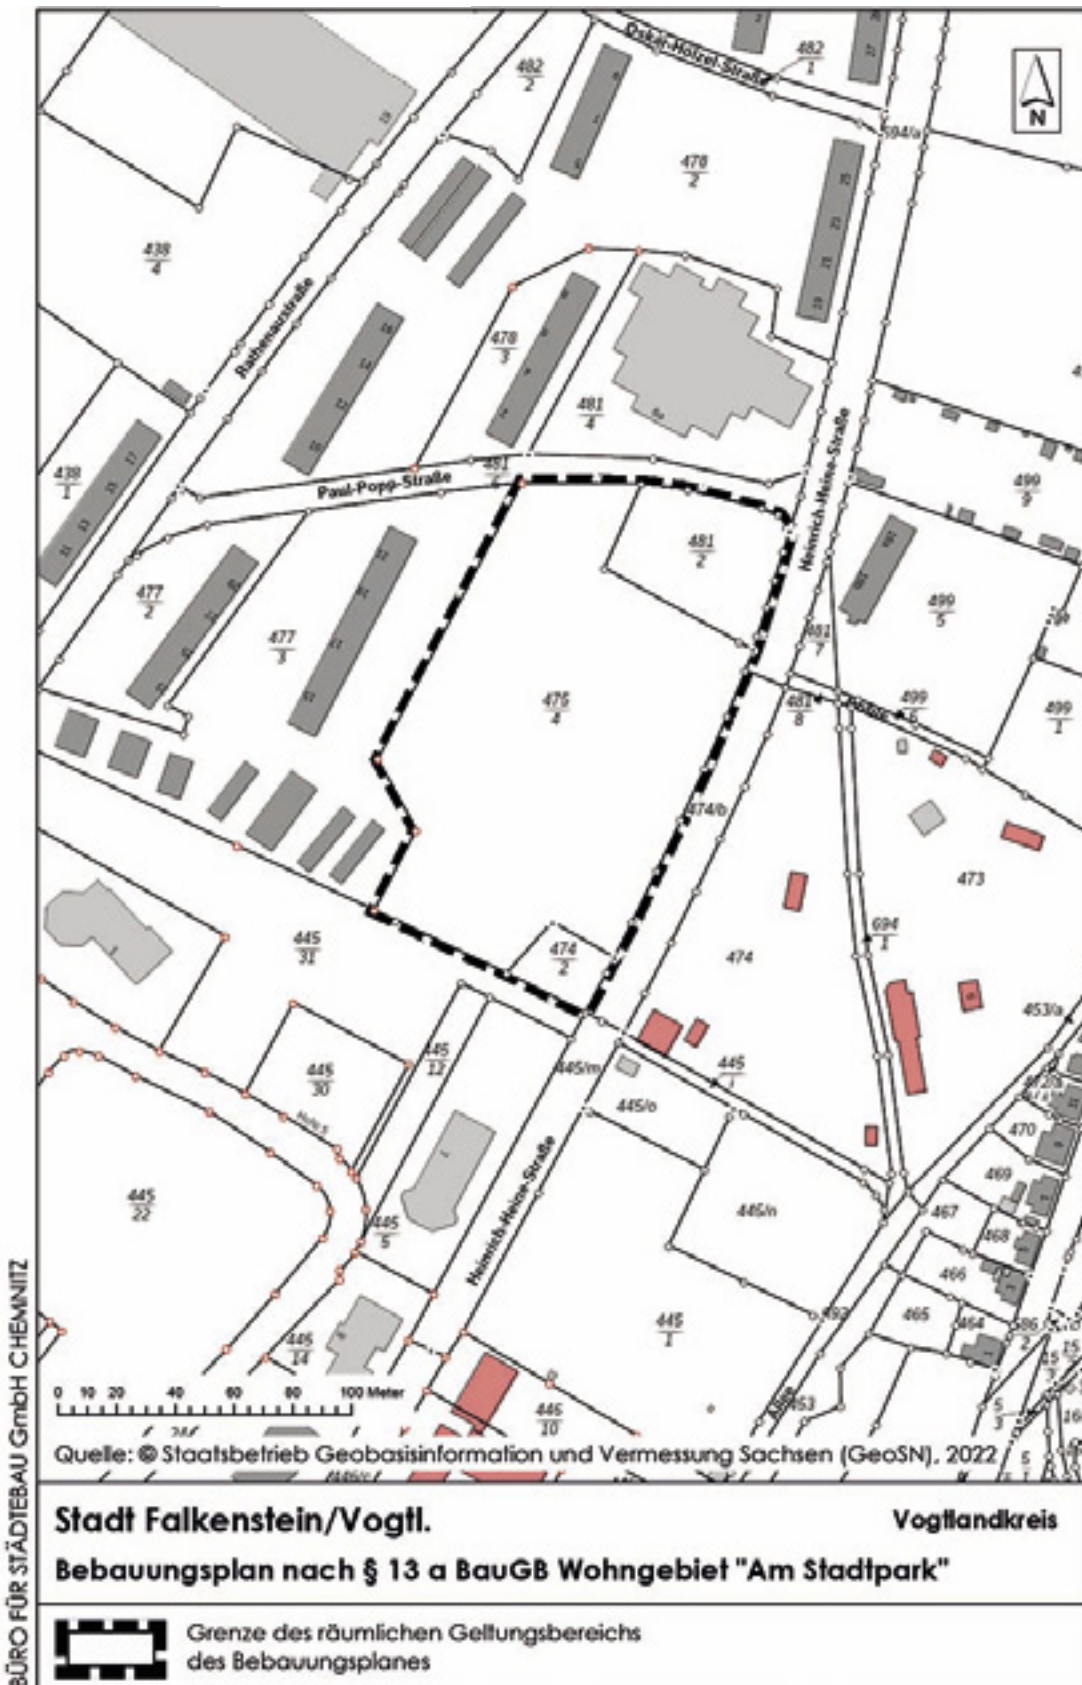 Oskar-Hölzel-Straße
482/1
482/2
694/a
478/2
438/4
Rathenaustraße
478/3
481/4
6a
Heinrich-Heine-Straße
438/1
481/6
Paul-Popp-Straße
499/9
481/2
477/2
477/3
499/5
481/7
475/4
481/8
499/6
499/1
474/b
473
445/31
474/2
474
694/1
453/a
445/12
445/30
445/m
445/o
470
469
445/22
445/n
467
468
445/5
Heinrich-Heine-Straße
466
465
464
445/1
492
445/14
453
445/10
0 10 20 40 60 80 100 Meter
Quelle: © Staatsbetrieb Geobasisinformation und Vermessung Sachsen (GeoSN), 2022
N
BÜRO FÜR STÄDTEBAU GmbH CHEMNITZ
Stadt Falkenstein/Vogtl. Vogtlandkreis
Bebauungsplan nach § 13 a BauGB Wohngebiet "Am Stadtpark"
Grenze des räumlichen Geltungsbereichs
des Bebauungsplanes